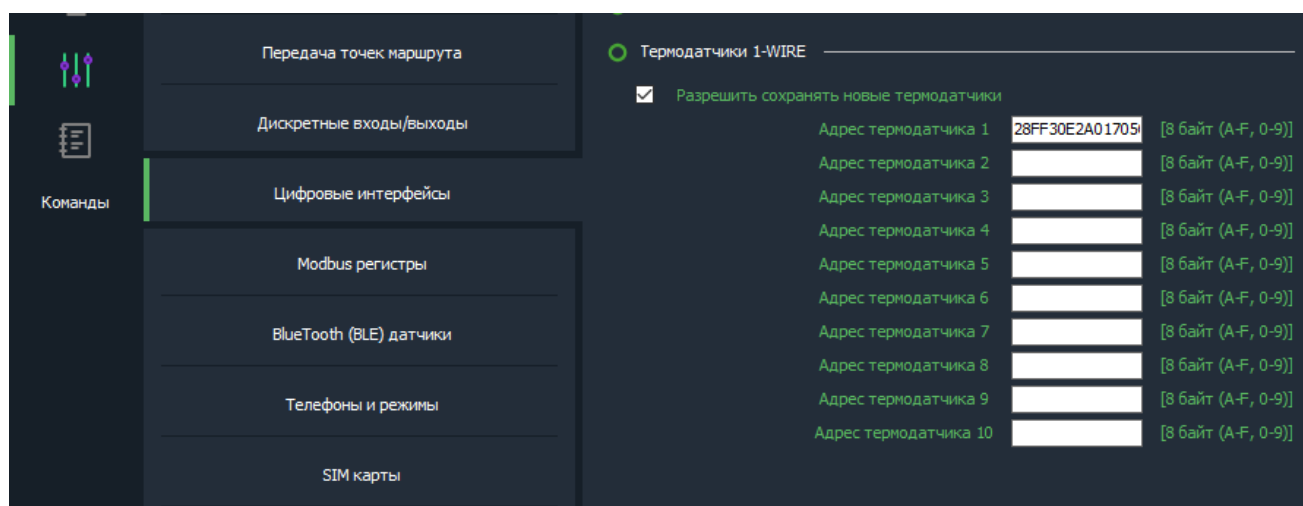 Команды
Передача точек маршрута
Дискретные входы/выходы
Цифровые интерфейсы
Modbus регистры
BlueTooth (BLE) датчики
Телефоны и режимы
SIM карты
Термодатчики 1-WIRE
Разрешить сохранять новые термодатчики
Адрес термодатчика 1 28FF30E2A01705 [8 байт (A-F, 0-9)]
Адрес термодатчика 2 [8 байт (A-F, 0-9)]
Адрес термодатчика 3 [8 байт (A-F, 0-9)]
Адрес термодатчика 4 [8 байт (A-F, 0-9)]
Адрес термодатчика 5 [8 байт (A-F, 0-9)]
Адрес термодатчика 6 [8 байт (A-F, 0-9)]
Адрес термодатчика 7 [8 байт (A-F, 0-9)]
Адрес термодатчика 8 [8 байт (A-F, 0-9)]
Адрес термодатчика 9 [8 байт (A-F, 0-9)]
Адрес термодатчика 10 [8 байт (A-F, 0-9)]